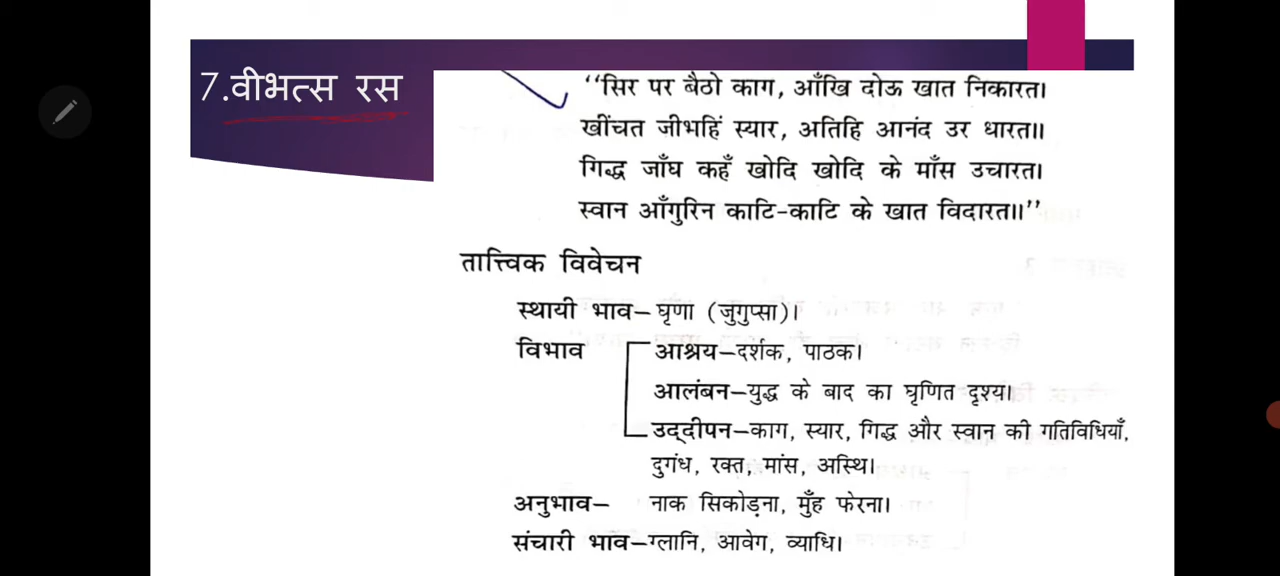 7.वीभत्स रस
“सिर पर बैठो काग, आँखि दोऊ खात निकारत।
खींचत जीभहिं स्यार, अतिहि आनंद उर धारत॥
गिद्ध जाँघ कहँ खोदि खोदि के माँस उचारत।
स्वान आँगुरिन काटि-काटि के खात विदारत॥”
तात्त्विक विवेचन
स्थायी भाव–घृणा (जुगुप्सा)।
विभाव आश्रय–दर्शक, पाठक।
आलंबन–युद्ध के बाद का घृणित दृश्य।
उद्दीपन–काग, स्यार, गिद्ध और स्वान की गतिविधियाँ,
दुगंध, रक्त, मांस, अस्थि।
अनुभाव– नाक सिकोड़ना, मुँह फेरना।
संचारी भाव–ग्लानि, आवेग, व्याधि।